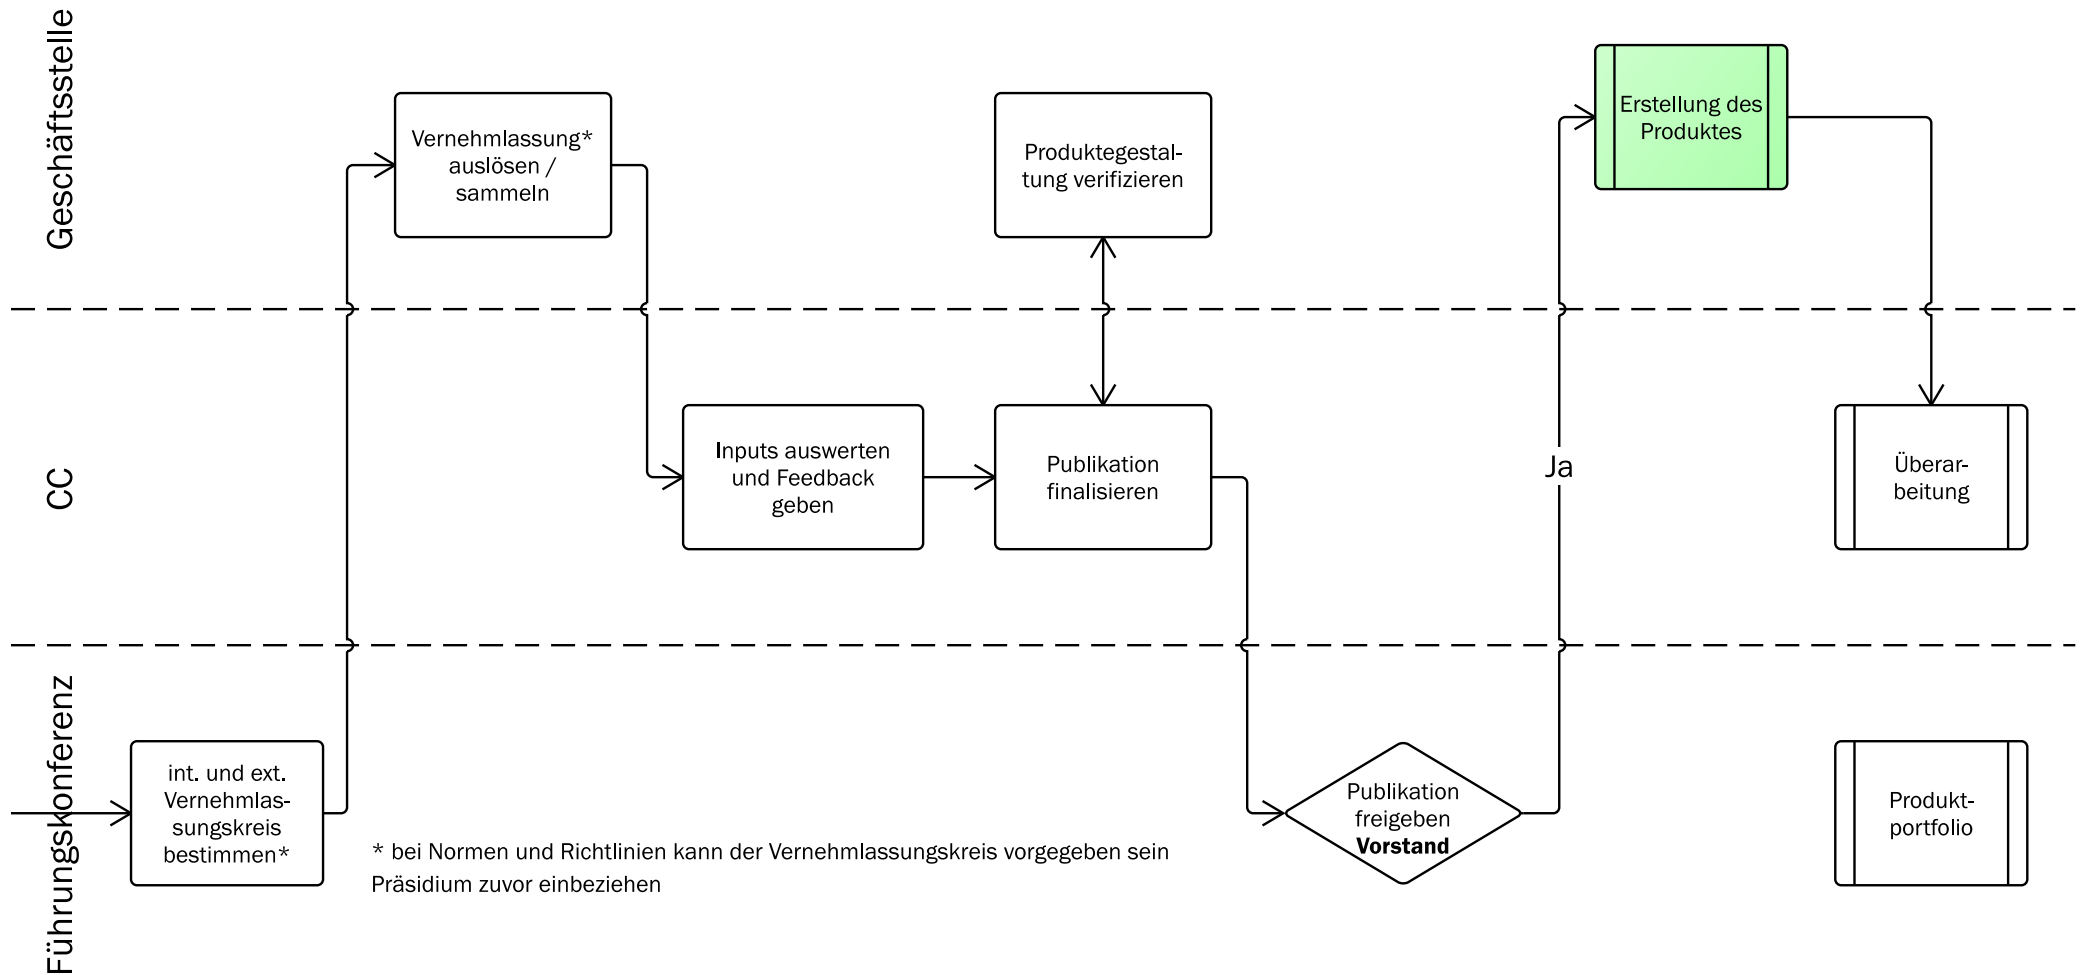 Geschäftsstelle
Vernehmlassung*
auslösen /
sammeln
Produktegestal-
tung verifizieren
Erstellung des
Produktes
CC
Inputs auswerten
und Feedback
geben
Publikation
finalisieren
Ja
Überar-
beitung
Führungskonferenz
int. und ext.
Vernehmlas-
sungskreis
bestimmen*
* bei Normen und Richtlinien kann der Vernehmlassungskreis vorgegeben sein
Präsidium zuvor einbeziehen
Publikation
freigeben
Vorstand
Produkt-
portfolio